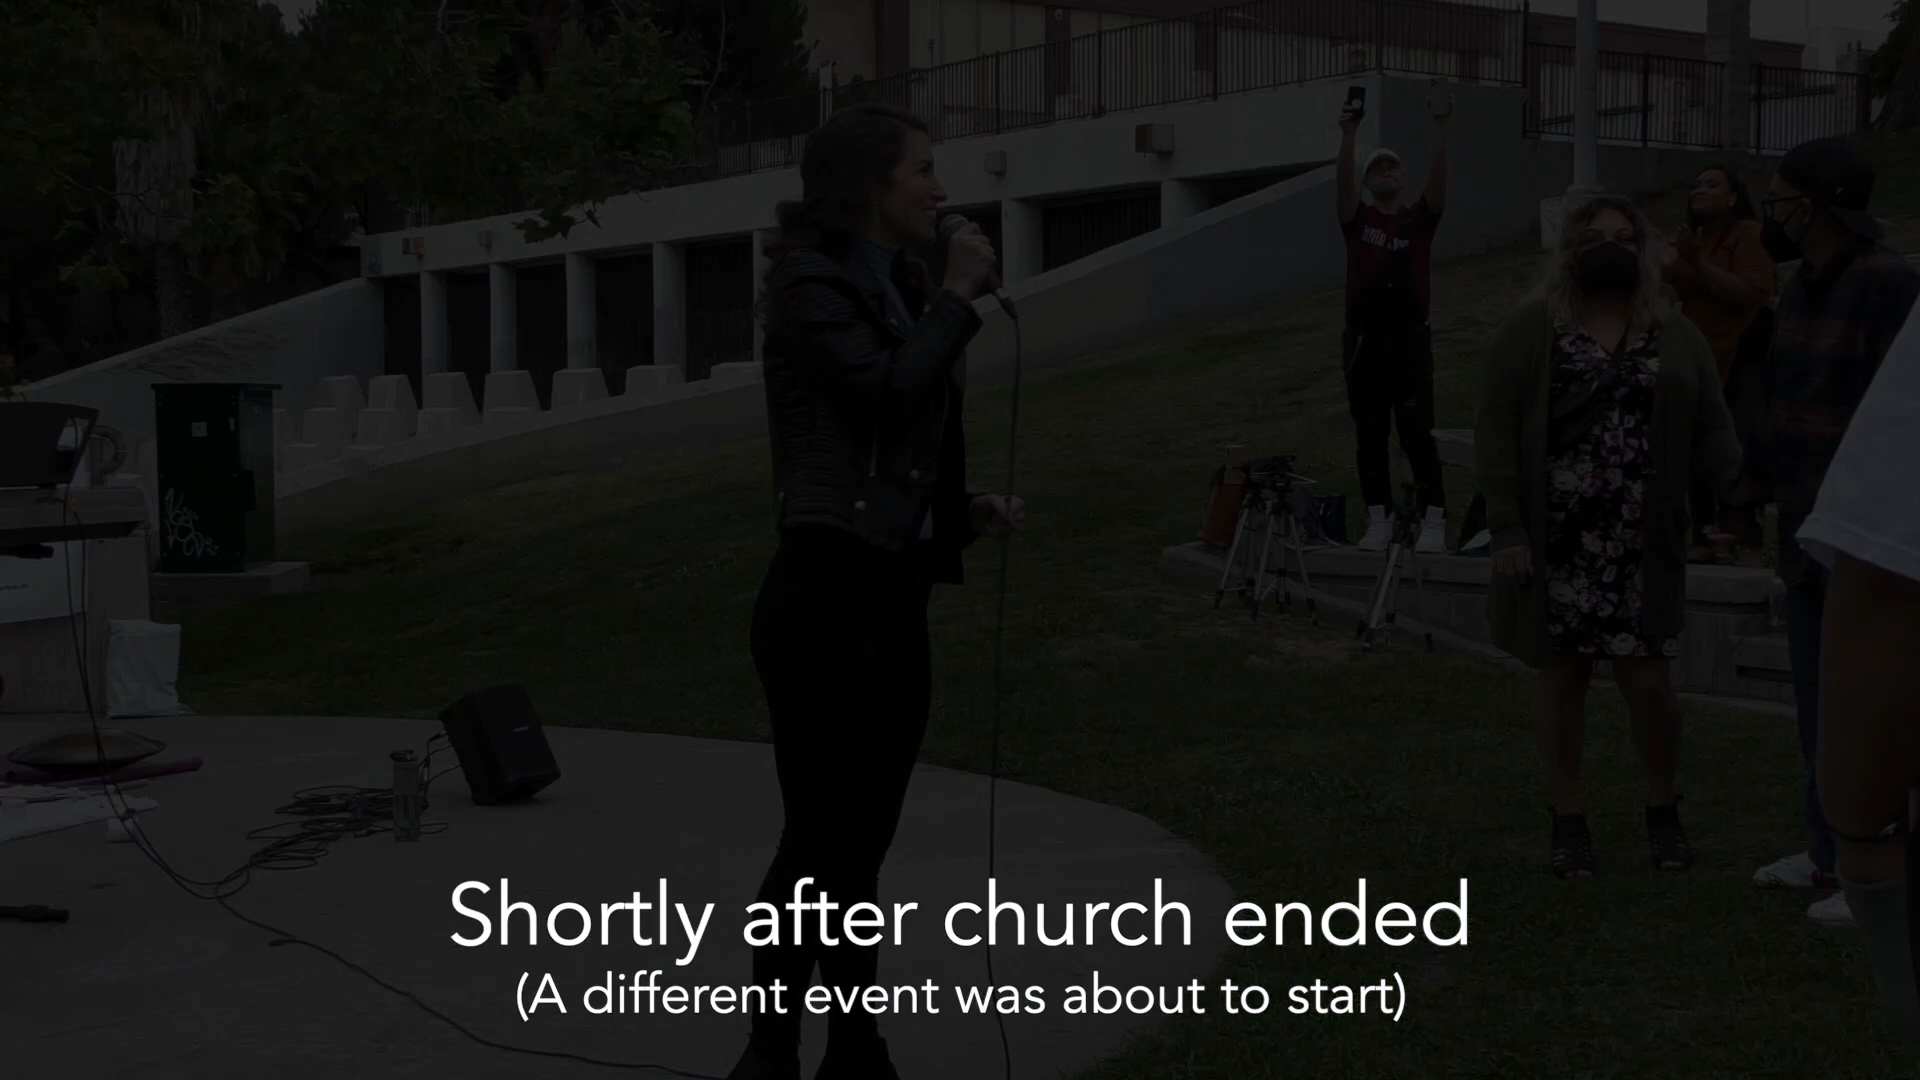 Shortly after church ended
(A different event was about to start)